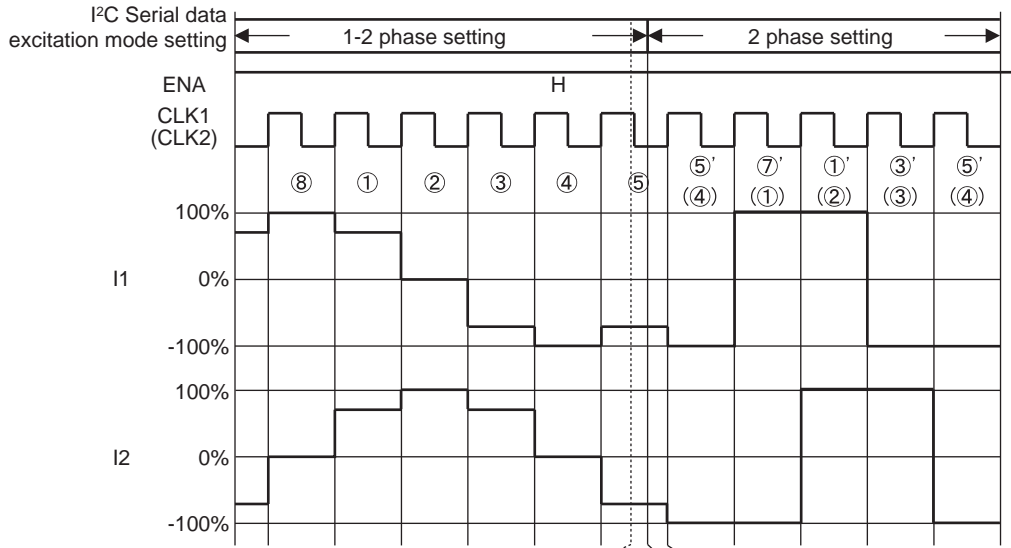 I²C Serial data
excitation mode setting
1-2 phase setting
2 phase setting
ENA
H
CLK1
(CLK2)
⑧ ① ② ③ ④ ⑤ ⑤' ⑦' ①' ③' ⑤'
(④) (①) (②) (③) (④)
100%
I1 0%
-100%
100%
I2 0%
-100%